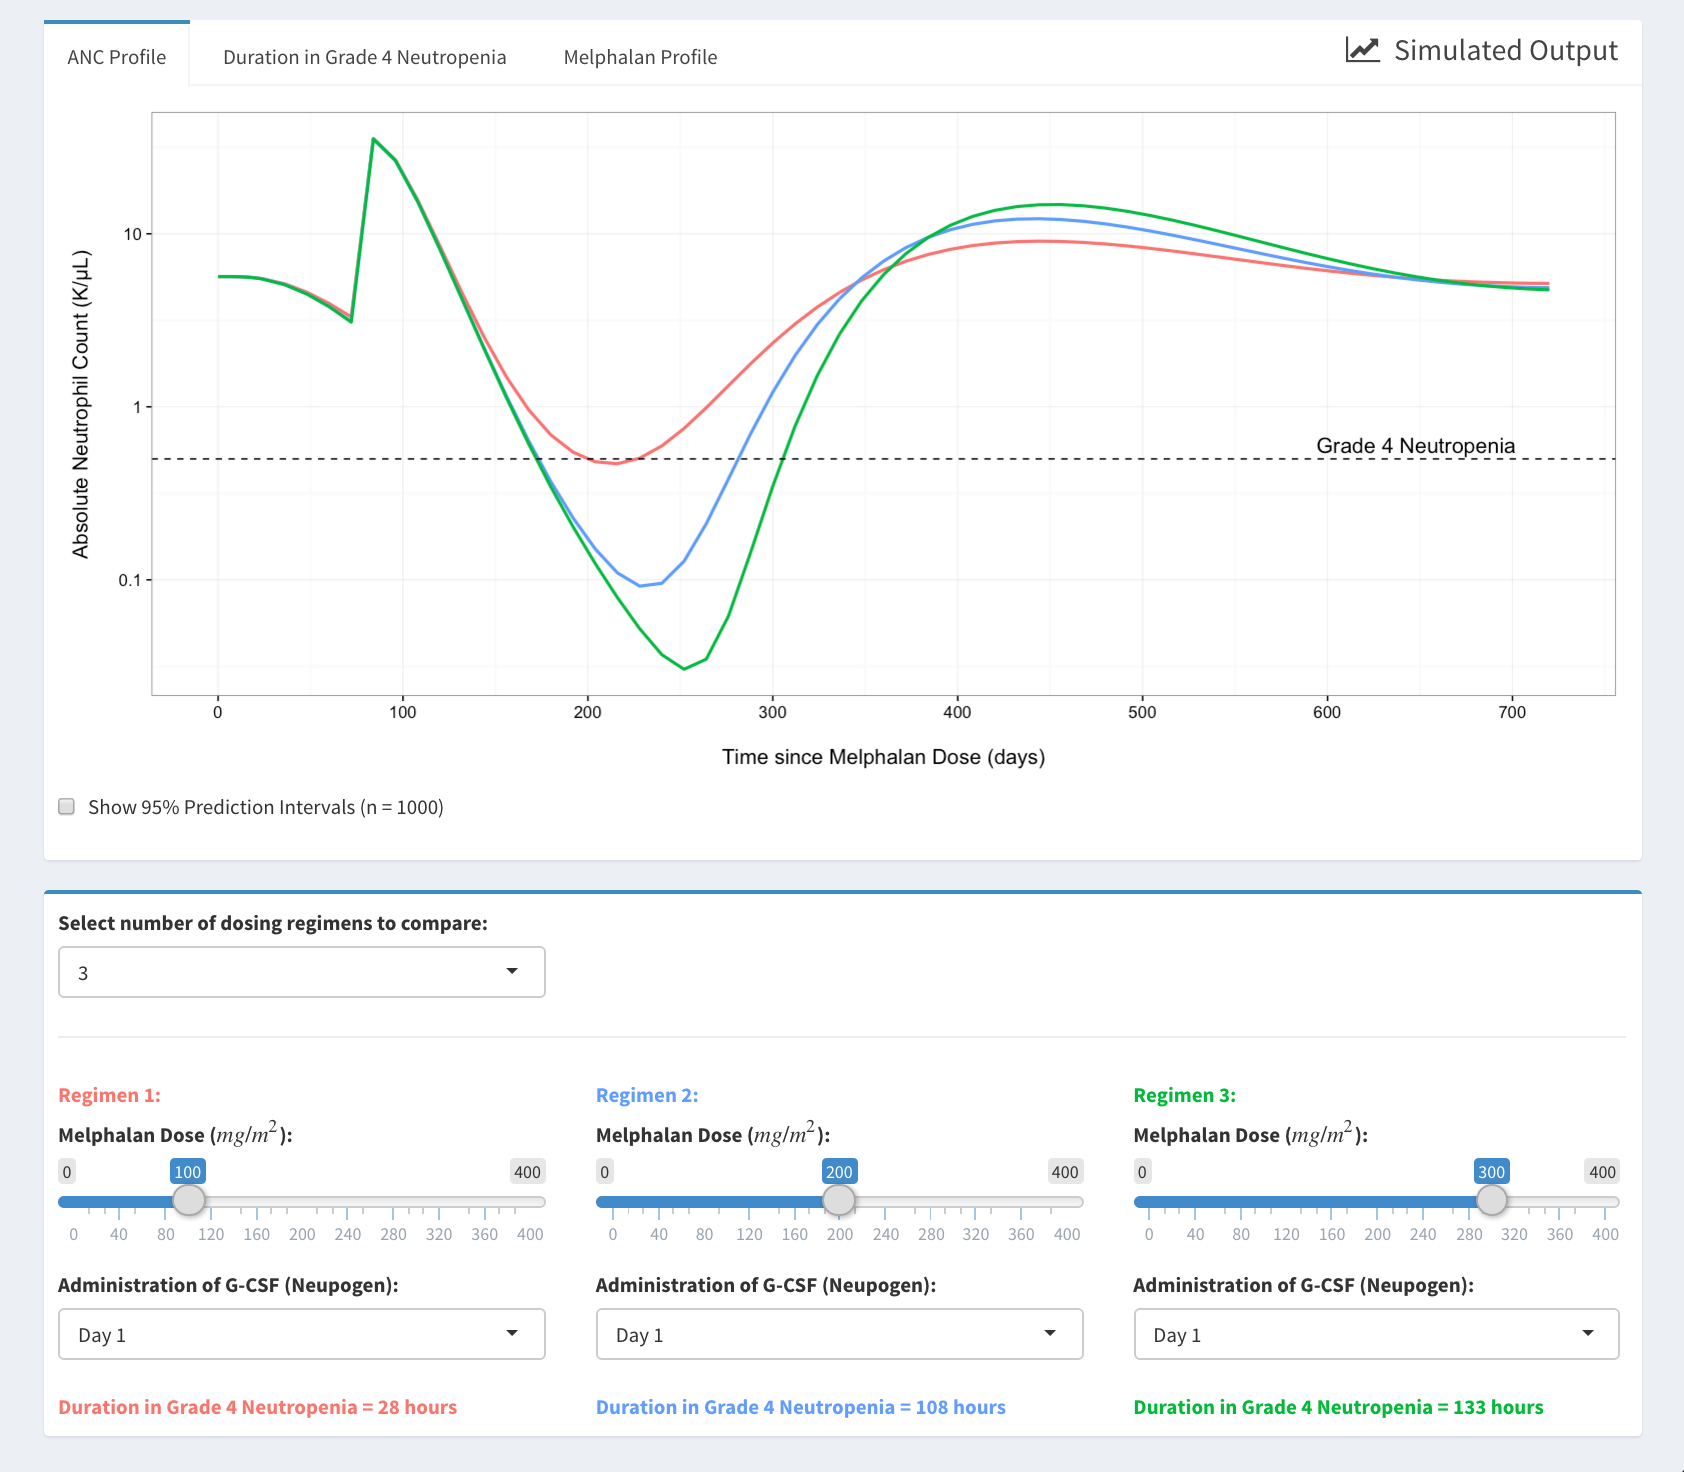 ANC Profile
Duration in Grade 4 Neutropenia
Melphalan Profile
Simulated Output
Absolute Neutrophil Count (K/µL)
10
1
0.1
Grade 4 Neutropenia
0 100 200 300 400 500 600 700
Time since Melphalan Dose (days)
Show 95% Prediction Intervals (n = 1000)
Select number of dosing regimens to compare:
3
Regimen 1:
Melphalan Dose (mg/m²):
0 100 400
0 40 80 120 160 200 240 280 320 360 400
Administration of G-CSF (Neupogen):
Day 1
Duration in Grade 4 Neutropenia = 28 hours
Regimen 2:
Melphalan Dose (mg/m²):
0 200 400
0 40 80 120 160 200 240 280 320 360 400
Administration of G-CSF (Neupogen):
Day 1
Duration in Grade 4 Neutropenia = 108 hours
Regimen 3:
Melphalan Dose (mg/m²):
0 300 400
0 40 80 120 160 200 240 280 320 360 400
Administration of G-CSF (Neupogen):
Day 1
Duration in Grade 4 Neutropenia = 133 hours